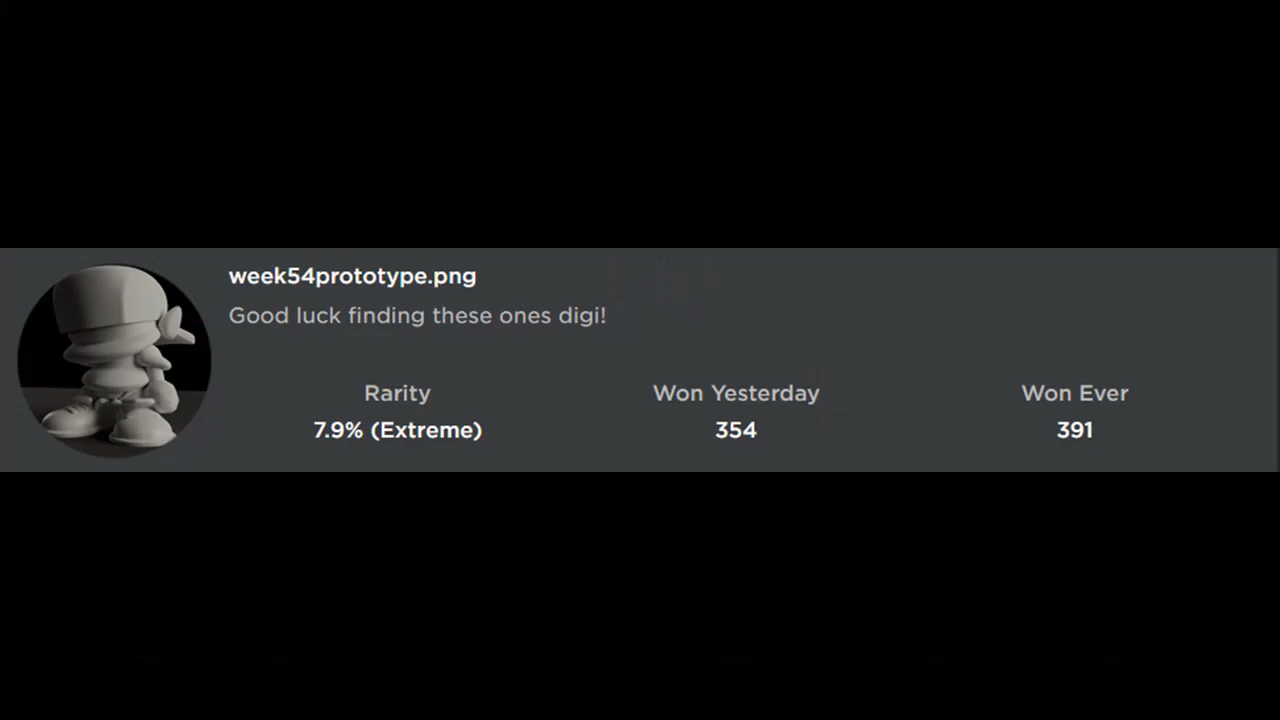 week54prototype.png
Good luck finding these ones digi!
Rarity Won Yesterday Won Ever
7.9% (Extreme) 354 391